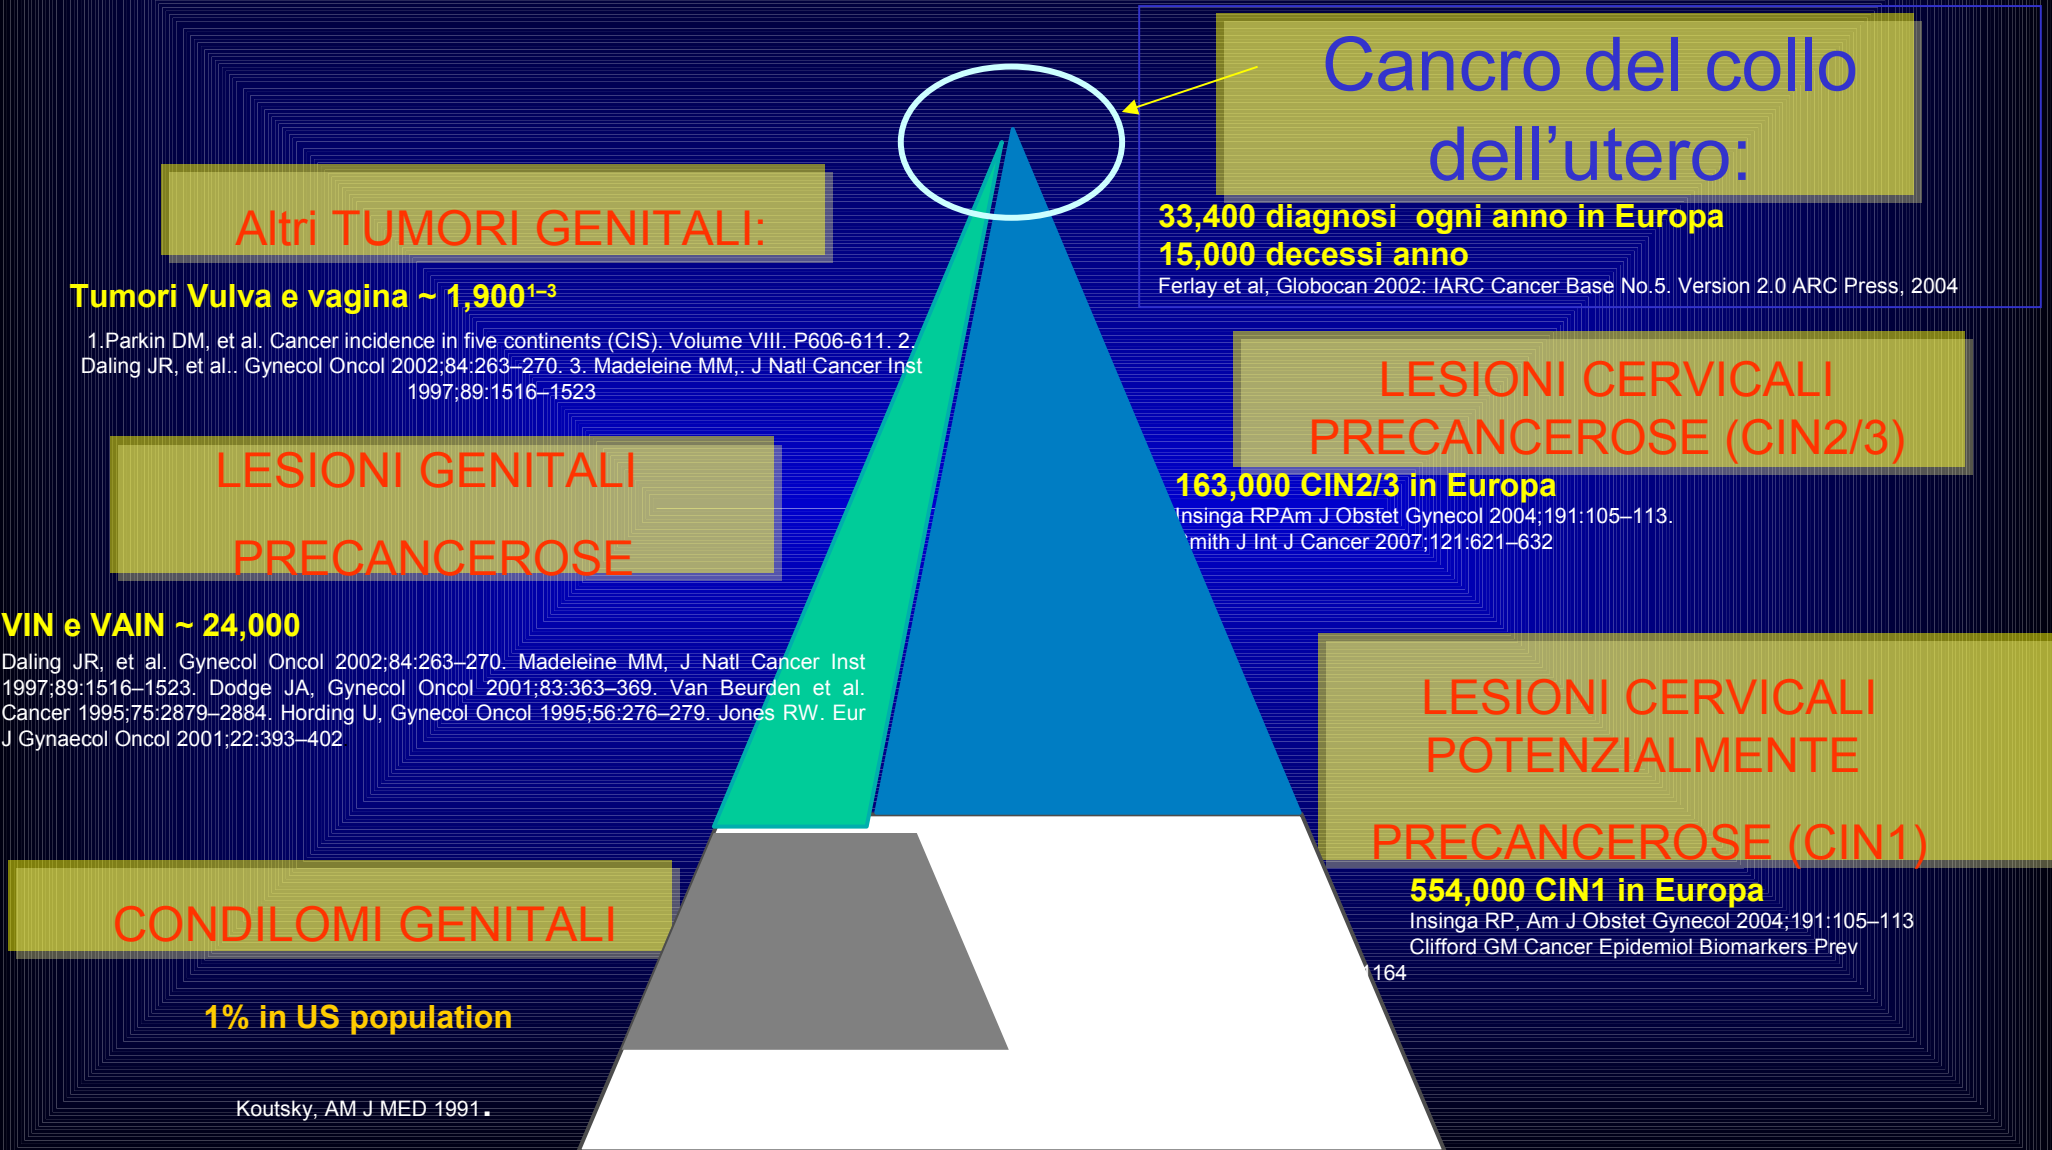 Cancro del collo
dell’utero:
33,400 diagnosi ogni anno in Europa
15,000 decessi anno
Ferlay et al, Globocan 2002: IARC Cancer Base No.5. Version 2.0 ARC Press, 2004
Altri TUMORI GENITALI:
Tumori Vulva e vagina ~ 1,900¹⁻³
1.Parkin DM, et al. Cancer incidence in five continents (CIS). Volume VIII. P606-611. 2.
Daling JR, et al.. Gynecol Oncol 2002;84:263–270. 3. Madeleine MM,. J Natl Cancer Inst
1997;89:1516–1523
LESIONI CERVICALI
PRECANCEROSE (CIN2/3)
163,000 CIN2/3 in Europa
Insinga RPAm J Obstet Gynecol 2004;191:105–113.
mith J Int J Cancer 2007;121:621–632
LESIONI GENITALI
PRECANCEROSE
VIN e VAIN ~ 24,000
Daling JR, et al. Gynecol Oncol 2002;84:263–270. Madeleine MM, J Natl Cancer Inst
1997;89:1516–1523. Dodge JA, Gynecol Oncol 2001;83:363–369. Van Beurden et al.
Cancer 1995;75:2879–2884. Hording U, Gynecol Oncol 1995;56:276–279. Jones RW. Eur
J Gynaecol Oncol 2001;22:393–402
LESIONI CERVICALI
POTENZIALMENTE
PRECANCEROSE (CIN1)
554,000 CIN1 in Europa
Insinga RP, Am J Obstet Gynecol 2004;191:105–113
Clifford GM Cancer Epidemiol Biomarkers Prev
1164
CONDILOMI GENITALI
1% in US population
Koutsky, AM J MED 1991.